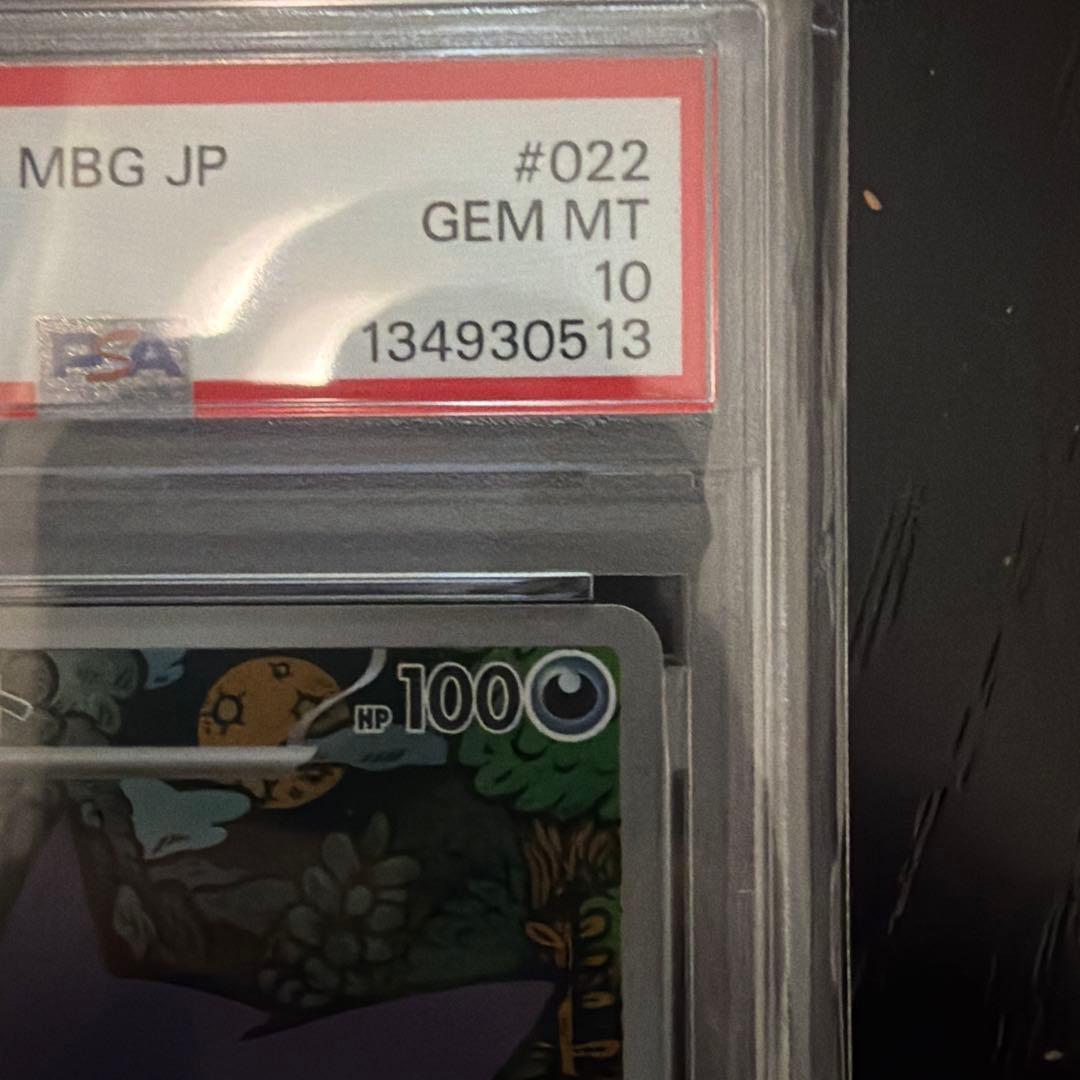 MBG JP #022
GEM MT
10
PSA 134930513
HP 100